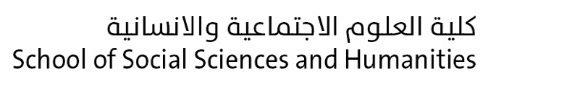 كلية العلوم الاجتماعية والانسانية
School of Social Sciences and Humanities